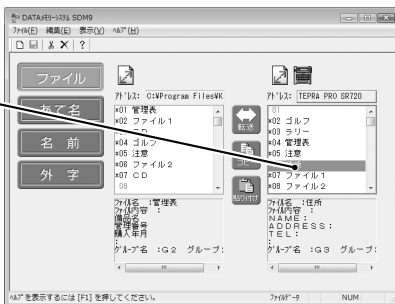 DATAﾒﾓﾘｰｼｽﾃﾑ SDM9
ﾌｧｲﾙ(F) 編集(E) 表示(V) ﾍﾙﾌﾟ(H)
ファイル
あて名
名前
外字
ｱﾄﾞﾚｽ: C:¥Program Files¥K
*01 管理表
*02 ファイル1
*04 ゴルフ
*05 注意
*06 ファイル2
*07 CD
08
転送
コピー
貼り付け
ｱﾄﾞﾚｽ: TEPRA PRO SR720
01
*02 ゴルフ
*03 ラリー
*04 管理表
*05 注意
*07 ファイル1
*08 ファイル2
ﾌｧｲﾙ名 :管理表
ﾌｧｲﾙ内容 :
備品名
管理番号
購入年月
:
ｸﾞﾙｰﾌﾟ名 :G2 グループ:
ﾌｧｲﾙ名 :住所
ﾌｧｲﾙ内容 :
NAME:
ADDRESS:
TEL:
:
ｸﾞﾙｰﾌﾟ名 :G3 グループ:
ﾍﾙﾌﾟを表示するには [F1] を押してください。
ﾌｧｲﾙﾃﾞｰﾀ
NUM